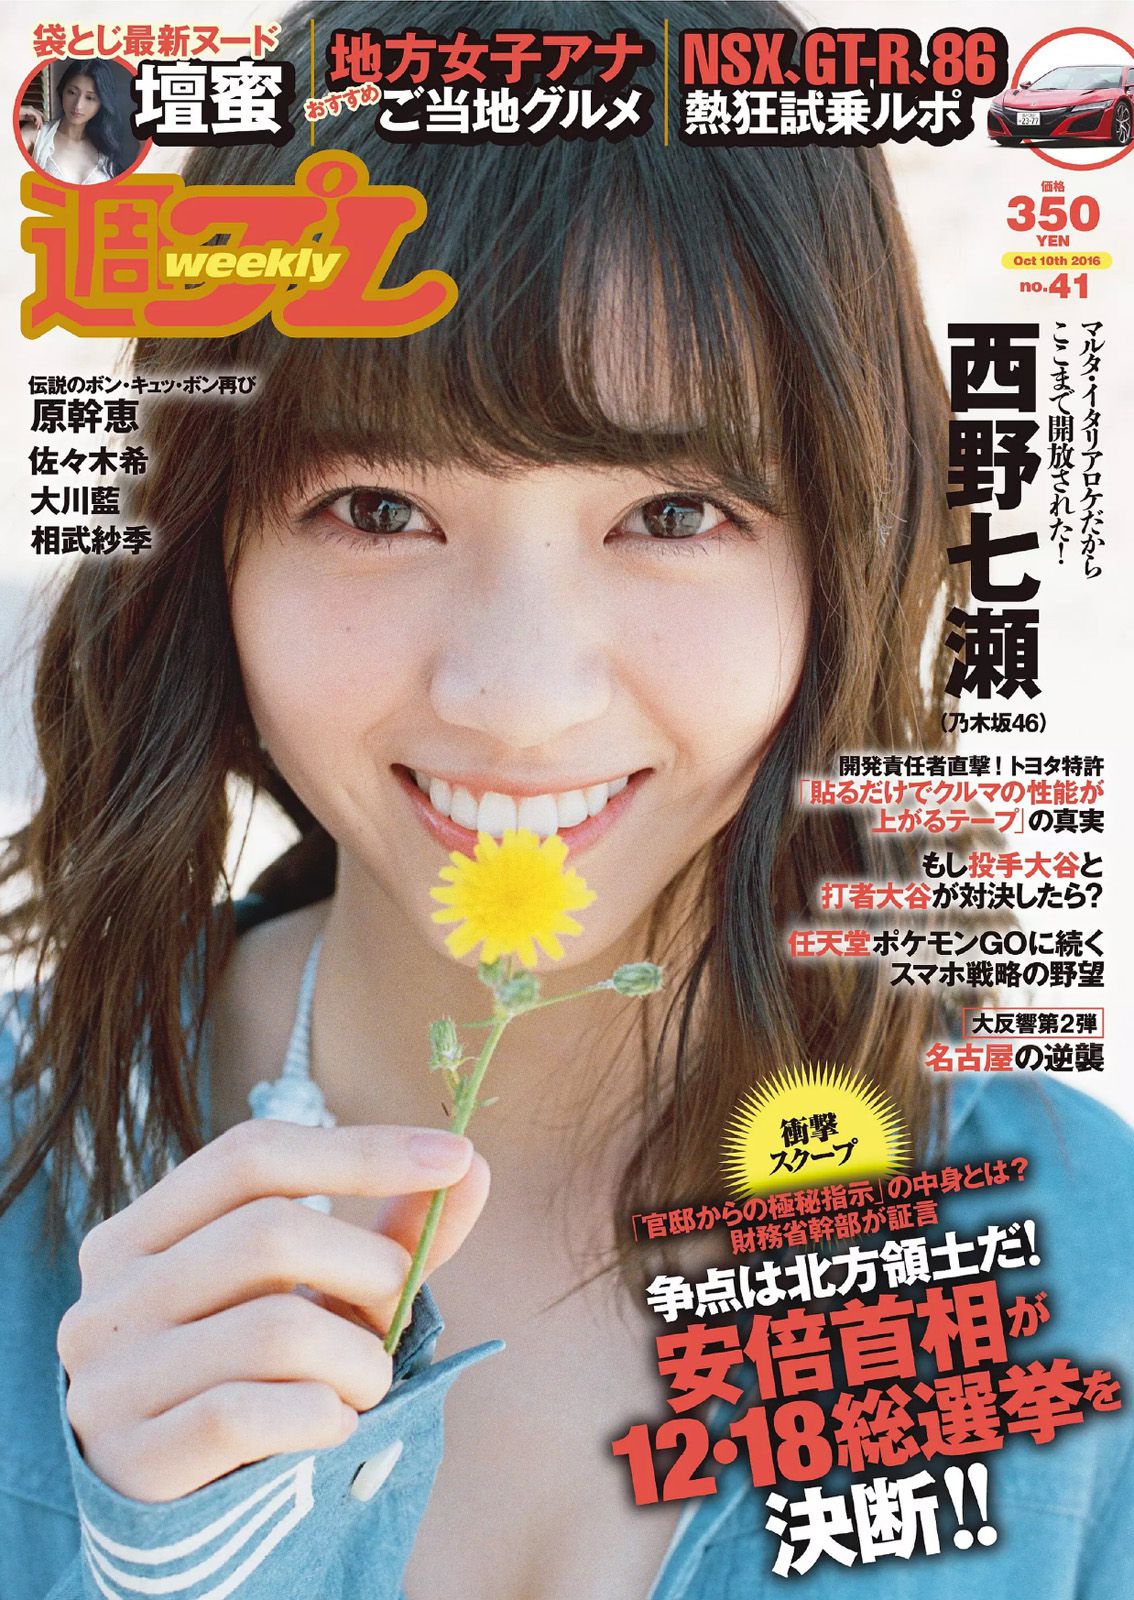 袋とじ最新ヌード
壇蜜
地方女子アナ
おすすめ
ご当地グルメ
NSX、GT-R、86
熱狂試乗ルポ
週プレ
weekly
価格
350
YEN
Oct 10th 2016
no.41
伝説のボン・キュッ・ボン再び
原幹恵
佐々木希
大川藍
相武紗季
マルタ・イタリアロケだから
ここまで開放された!
西野七瀬
(乃木坂46)
開発責任者直撃!トヨタ特許
「貼るだけでクルマの性能が
上がるテープ」の真実
もし投手大谷と
打者大谷が対決したら?
任天堂ポケモンGOに続く
スマホ戦略の野望
大反響第2弾
名古屋の逆襲
衝撃
スクープ
「官邸からの極秘指示」の中身とは?
財務省幹部が証言
争点は北方領土だ!
安倍首相が
12・18総選挙を
決断!!